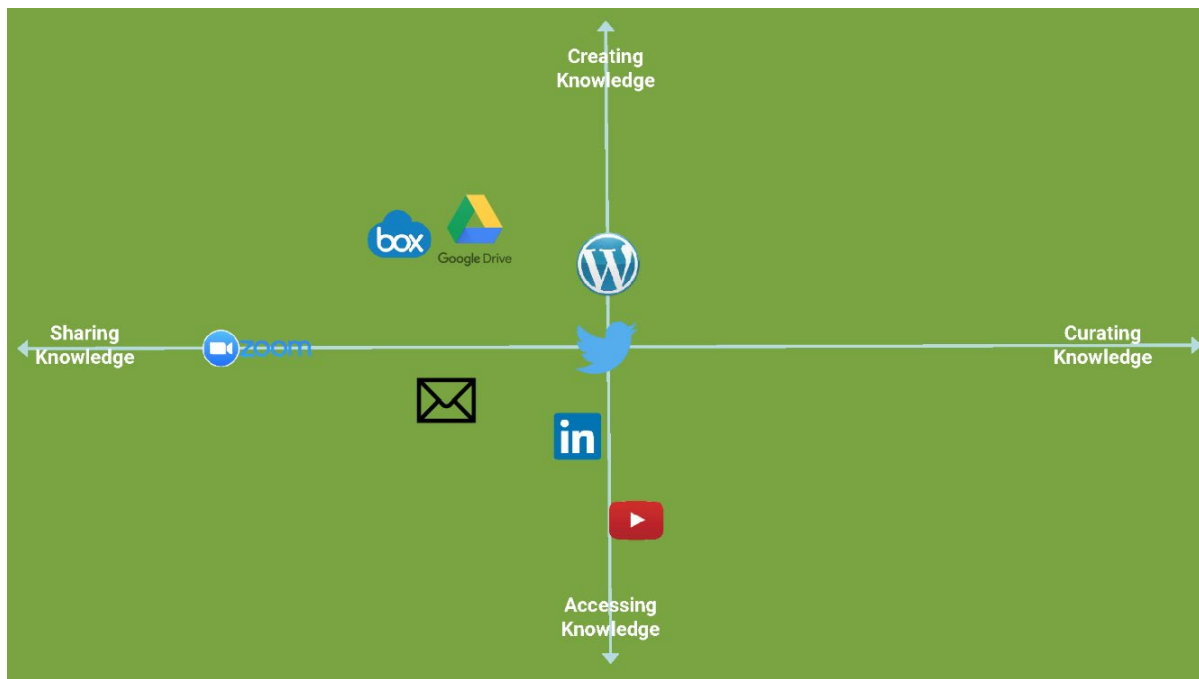 Creating
Knowledge
box
Google Drive
W
Sharing
Knowledge
zoom
Curating
Knowledge
in
Accessing
Knowledge